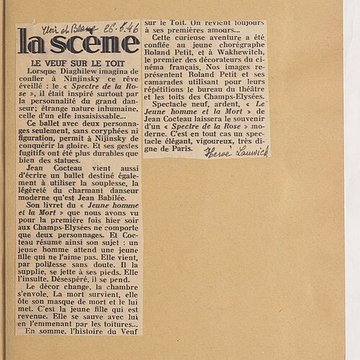 Noir et Blanc 26-6-46
la scène
LE VEUF SUR LE TOIT
Lorsque Diaghilew imagina de
confier à Ninjinsky ce rêve
éveillé : le « Spectre de la Ro-
se », il était inspiré surtout par
la personnalité du grand dan-
seur; étrange nature inhumaine,
celle d'un elfe insaisissable...
Ce ballet avec deux personna-
ges seulement, sans coryphées ni
figuration, permit à Nijinsky de
conquérir la gloire. Et ses gestes
fugitifs ont été plus durables que
bien des statues.
Jean Cocteau vient aussi
d'écrire un ballet destiné égale-
ment à utiliser la souplesse, la
légèreté du charmant danseur
moderne qu'est Jean Babilée.
Son livret du « Jeune homme
et la Mort » que nous avons vu
pour la première fois hier soir
aux Champs-Elysées ne comporte
que deux personnages. Et Coc-
teau résume ainsi son sujet : un
jeune homme attend une jeune
fille qui ne l'aime pas. Elle vient,
par politesse sans doute. Il la
supplie, se jette à ses pieds. Elle
l'insulte. Désespéré, il se pend.
Le décor change, la chambre
s'envole. La mort survient, elle
ôte son masque de mort et le lui
met. C'est la jeune fille qui est
revenue. Elle se sauve avec lui
en l'emmenant par les toitures...
En somme, l'histoire du Veuf
sur le Toit. On revient toujours
à ses premières amours...
Cette curieuse aventure a été
confiée au jeune chorégraphe
Roland Petit, et à Wakhewitch,
le premier des décorateurs du ci-
néma français, Nos images re-
présentent Roland Petit et ses
camarades utilisant pour leurs
répétitions le bureau du théâtre
et les toits des Champs-Elysées.
Spectacle neuf, ardent, « Le
Jeune homme et la Mort » de
Jean Cocteau laissera le souvenir
d'un « Spectre de la Rose » mo-
derne. C'est en tout cas un spec-
tacle élégant, vigoureux, très di-
gne de Paris.
Hervé Lauwick